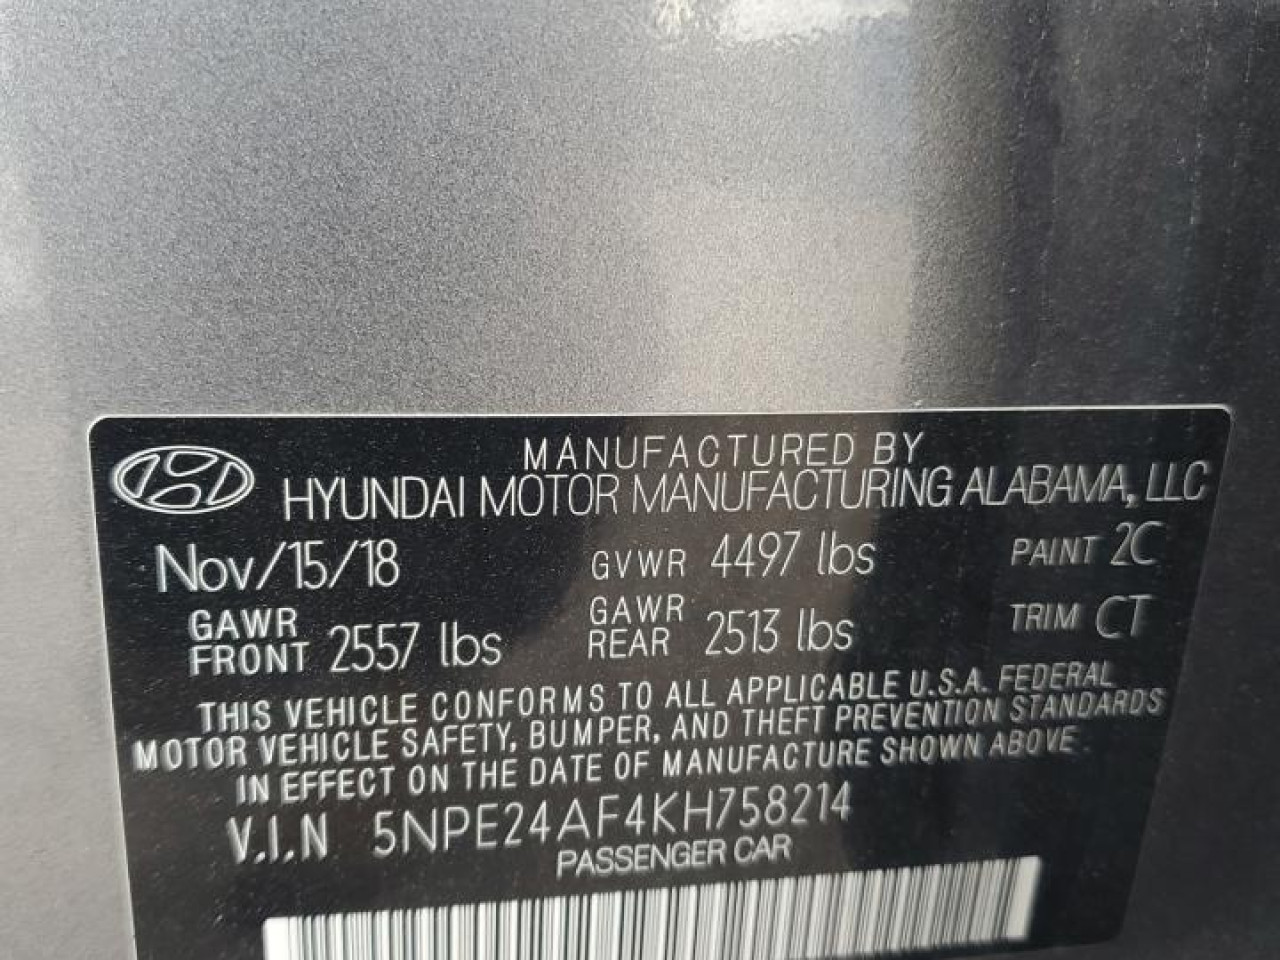 MANUFACTURED BY
HYUNDAI MOTOR MANUFACTURING ALABAMA, LLC
Nov/15/18 GVWR 4497 lbs PAINT 2C
GAWR FRONT 2557 lbs GAWR REAR 2513 lbs TRIM CT
THIS VEHICLE CONFORMS TO ALL APPLICABLE U.S.A. FEDERAL
MOTOR VEHICLE SAFETY, BUMPER, AND THEFT PREVENTION STANDARDS
IN EFFECT ON THE DATE OF MANUFACTURE SHOWN ABOVE.
V.I.N 5NPE24AF4KH758214
PASSENGER CAR